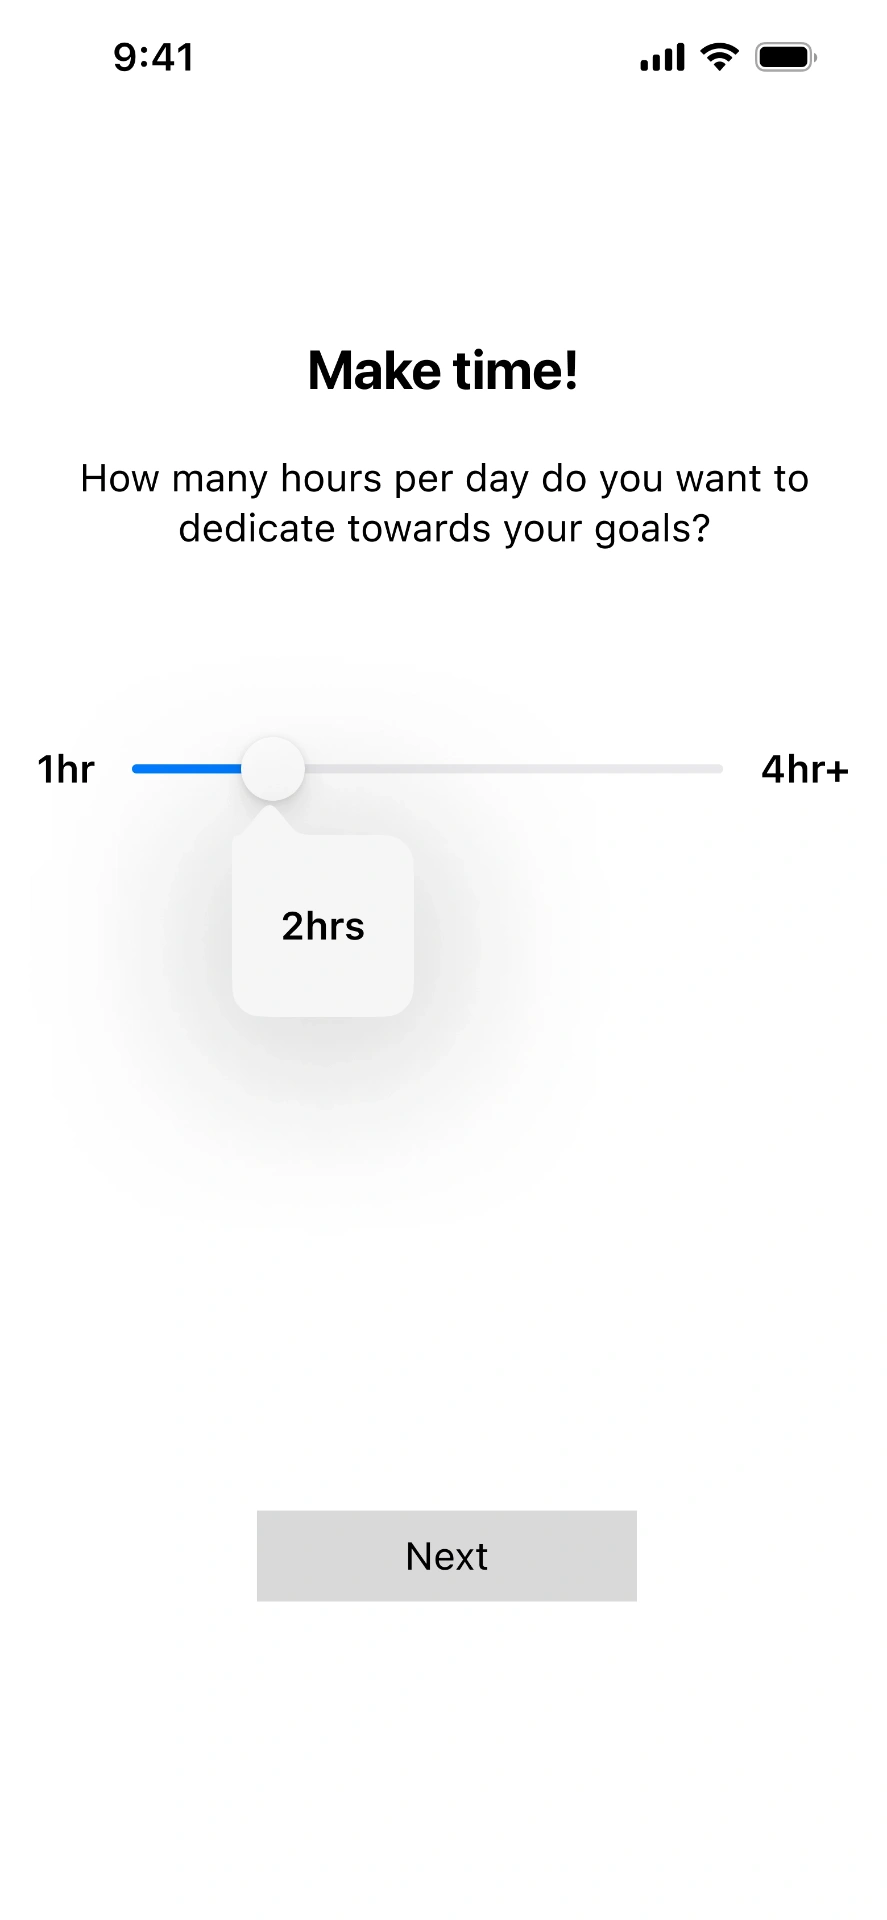 9:41
Make time!
How many hours per day do you want to
dedicate towards your goals?
1hr
4hr+
2hrs
Next